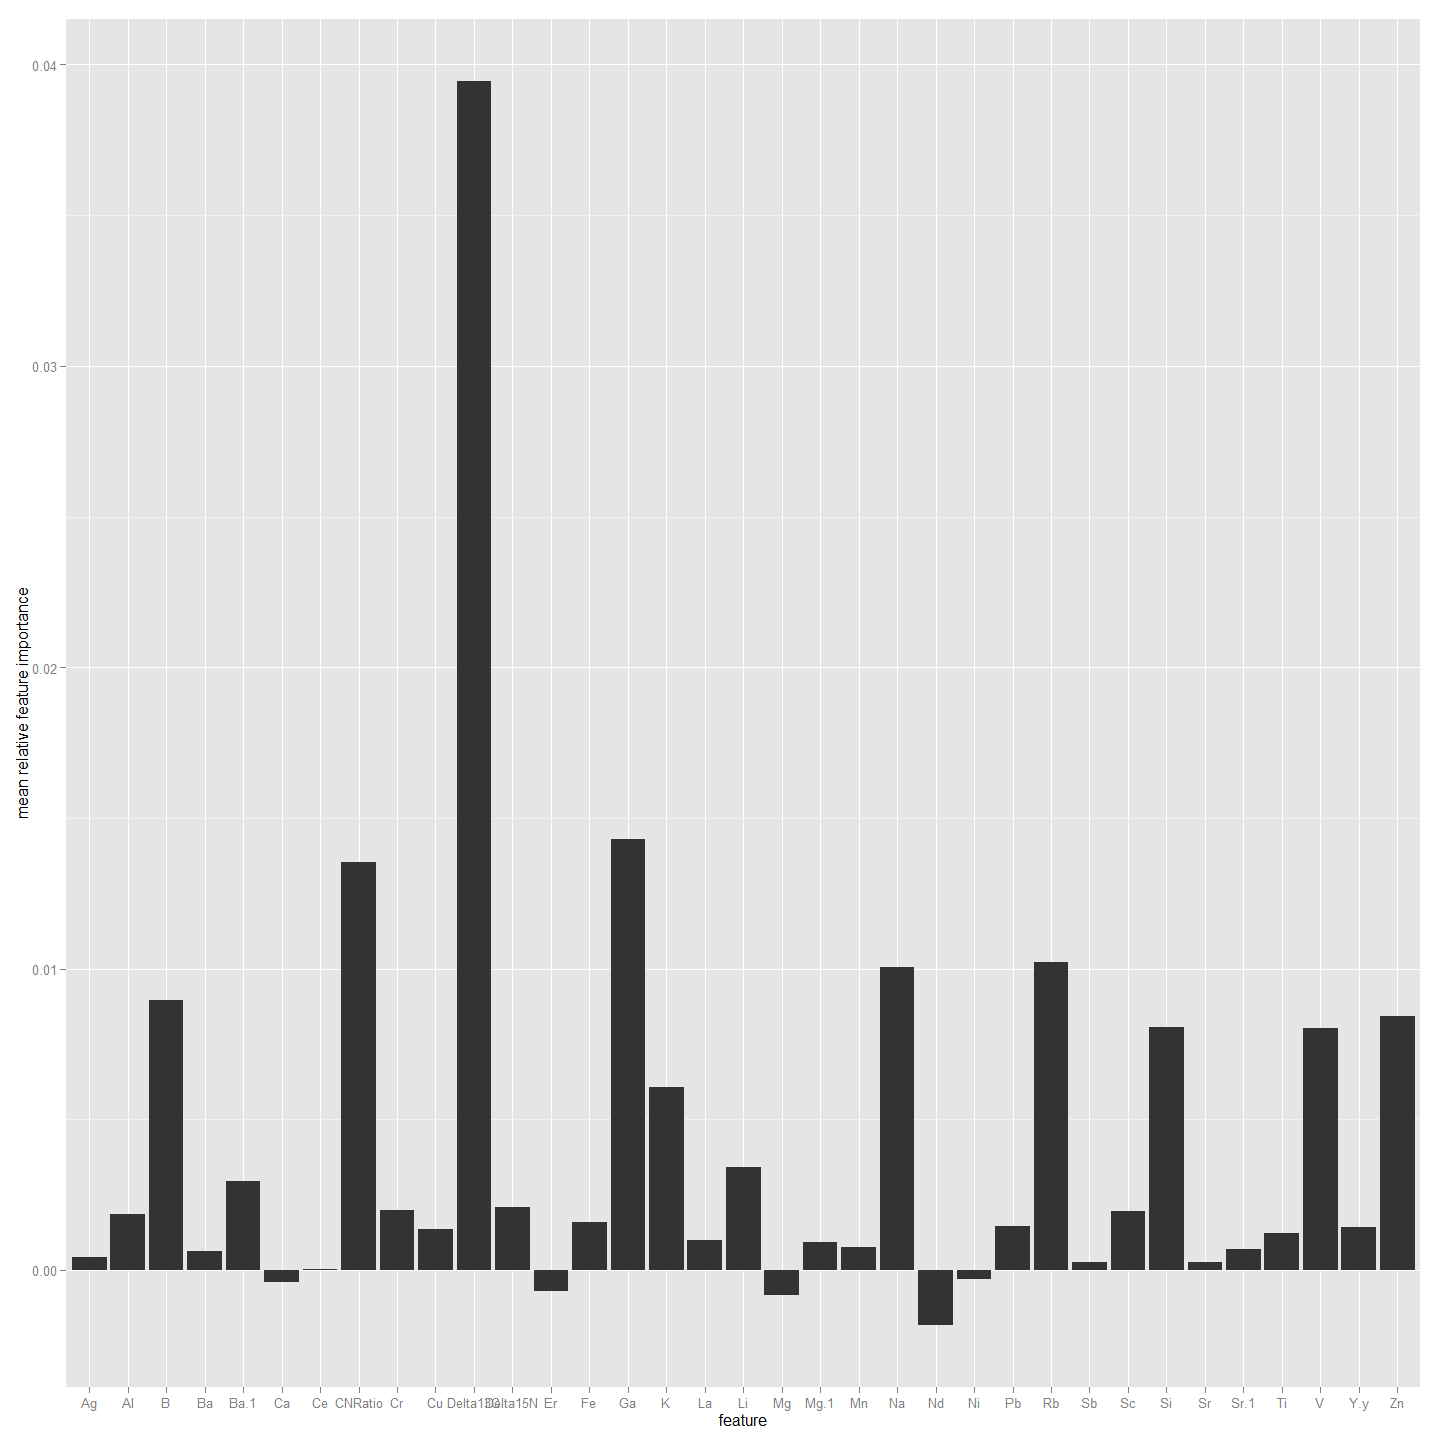 mean relative feature importance
0.04
0.03
0.02
0.01
0.00
Ag Al B Ba Ba.1 Ca Ce CNRatio Cr Cu Delta13C Delta15N Er Fe Ga K La Li Mg Mg.1 Mn Na Nd Ni Pb Rb Sb Sc Si Sr Sr.1 Ti V Y.y Zn
feature